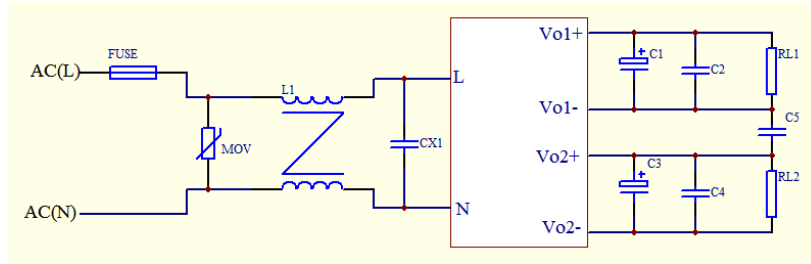 FUSE
AC(L)
L1
MOV
CX1
AC(N)
L
N
Vo1+
Vo1-
Vo2+
Vo2-
C1
C2
RL1
C5
C3
C4
RL2